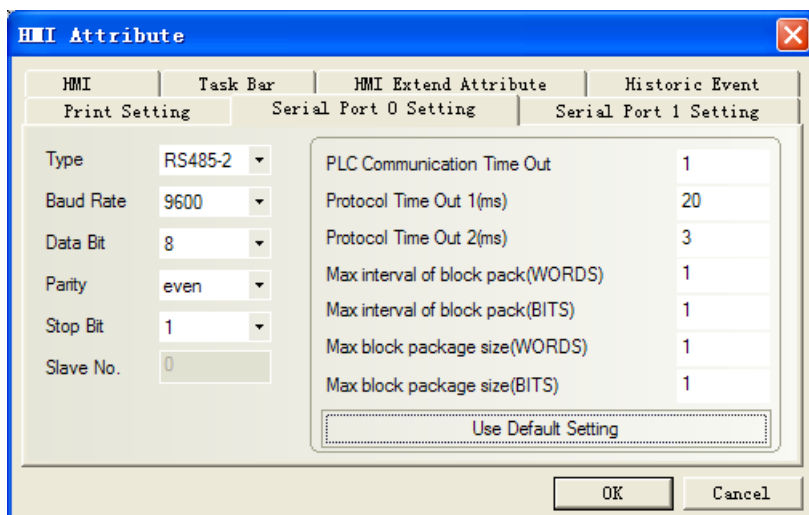 HMI Attribute
HMI Task Bar HMI Extend Attribute Historic Event
Print Setting Serial Port 0 Setting Serial Port 1 Setting
Type RS485-2
Baud Rate 9600
Data Bit 8
Parity even
Stop Bit 1
Slave No. 0
PLC Communication Time Out 1
Protocol Time Out 1(ms) 20
Protocol Time Out 2(ms) 3
Max interval of block pack(WORDS) 1
Max interval of block pack(BITS) 1
Max block package size(WORDS) 1
Max block package size(BITS) 1
Use Default Setting
OK Cancel